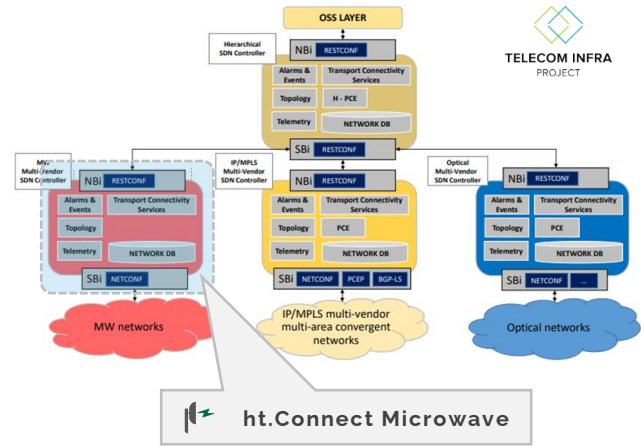 OSS LAYER
TELECOM INFRA
PROJECT
Hierarchical
SDN Controller
NBi RESTCONF
Alarms &
Events
Transport Connectivity
Services
Topology
H - PCE
Telemetry
NETWORK DB
SBi RESTCONF
MW
Multi-Vendor
SDN Controller
NBi RESTCONF
Alarms &
Events
Transport Connectivity
Services
Topology
Telemetry
NETWORK DB
SBi NETCONF
MW networks
IP/MPLS
Multi-Vendor
SDN Controller
NBi RESTCONF
Alarms &
Events
Transport Connectivity
Services
Topology
PCE
Telemetry
NETWORK DB
SBi NETCONF PCEP BGP-LS
IP/MPLS multi-vendor
multi-area convergent
networks
Optical
Multi-Vendor
SDN Controller
NBi RESTCONF
Alarms &
Events
Transport Connectivity
Services
Topology
PCE
Telemetry
NETWORK DB
SBi NETCONF ...
Optical networks
ht.Connect Microwave